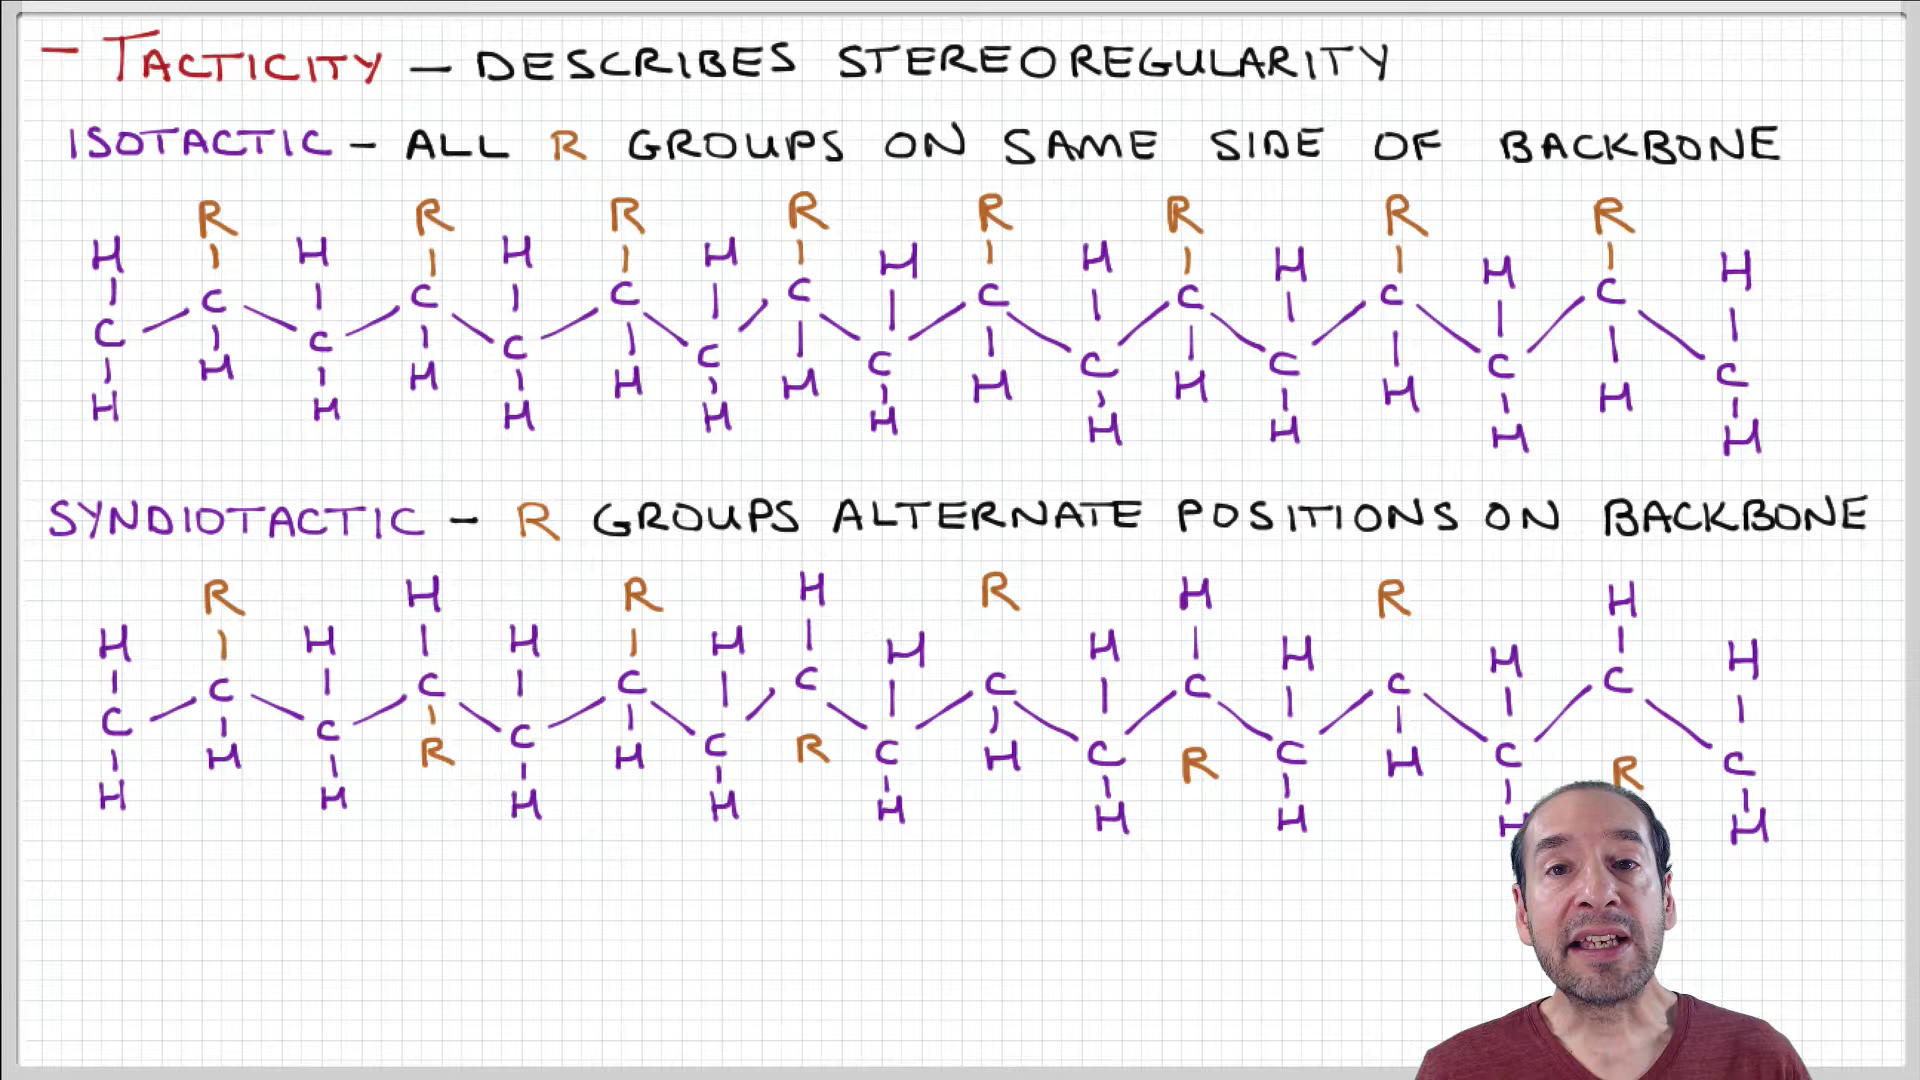 - TACTICITY - DESCRIBES STEREOREGULARITY
ISOTACTIC - ALL R GROUPS ON SAME SIDE OF BACKBONE
R R R R R R R R
H H H H H H H H H
C C C C C C C C
C C C C C C C C C
H H H H H H H H
H H H H H H H H H
SYNDIOTACTIC - R GROUPS ALTERNATE POSITIONS ON BACKBONE
R H R H R H R H
H H H H H H H H H
C C C C C C C C
C C C C C C C C C
H R H R H R H R
H H H H H H H H H